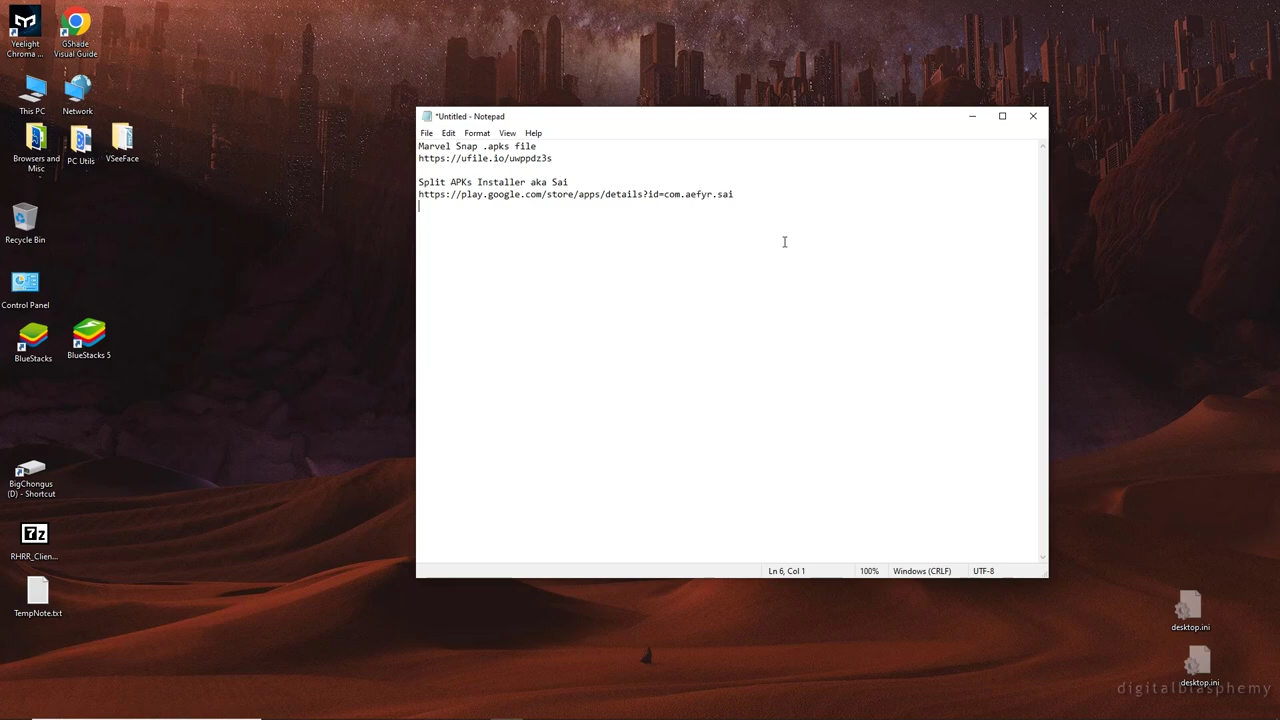 Yeelight Chroma ...
GShade Visual Guide
This PC
Network
Browsers and Misc
PC Utils
VSeeFace
Recycle Bin
Control Panel
BlueStacks
BlueStacks 5
BigChongus (D) - Shortcut
7z
RHRR_Clien...
TempNote.txt
*Untitled - Notepad
File Edit Format View Help
Marvel Snap .apks file
https://ufile.io/uwppdz3s
Split APKs Installer aka Sai
https://play.google.com/store/apps/details?id=com.aefyr.sai
Ln 6, Col 1 100% Windows (CRLF) UTF-8
desktop.ini
desktop.ini
digitalblasphemy